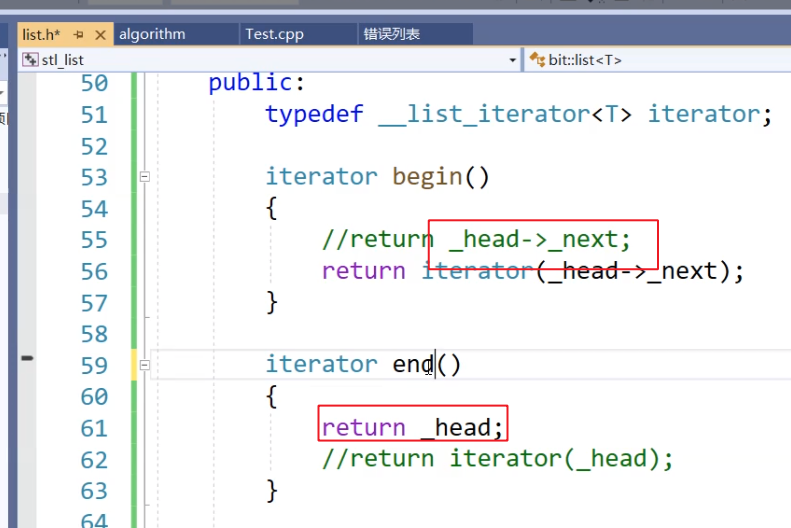 list.h* algorithm Test.cpp 错误列表
stl_list bit::list<T>
50 public:
51 typedef __list_iterator<T> iterator;
52
53 iterator begin()
54 {
55 //return _head->_next;
56 return iterator(_head->_next);
57 }
58
59 iterator end()
60 {
61 return _head;
62 //return iterator(_head);
63 }
64